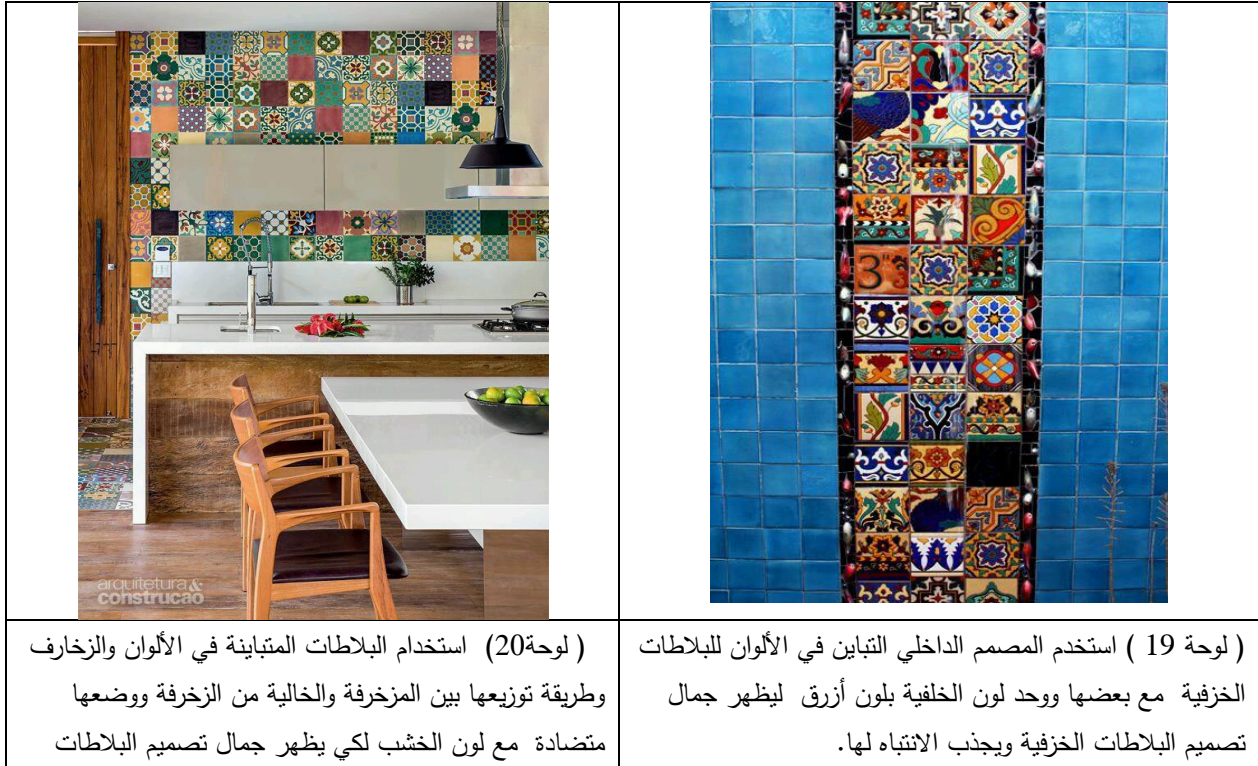 3"s
arquitetura&
construcao
( لوحة 19 ) استخدم المصمم الداخلي التباين في الألوان للبلاطات
الخزفية مع بعضها ووحد لون الخلفية بلون أزرق ليظهر جمال
تصميم البلاطات الخزفية ويجذب الانتباه لها.
( لوحة20) استخدام البلاطات المتباينة في الألوان والزخارف
وطريقة توزيعها بين المزخرفة والخالية من الزخرفة ووضعها
متضادة مع لون الخشب لكي يظهر جمال تصميم البلاطات